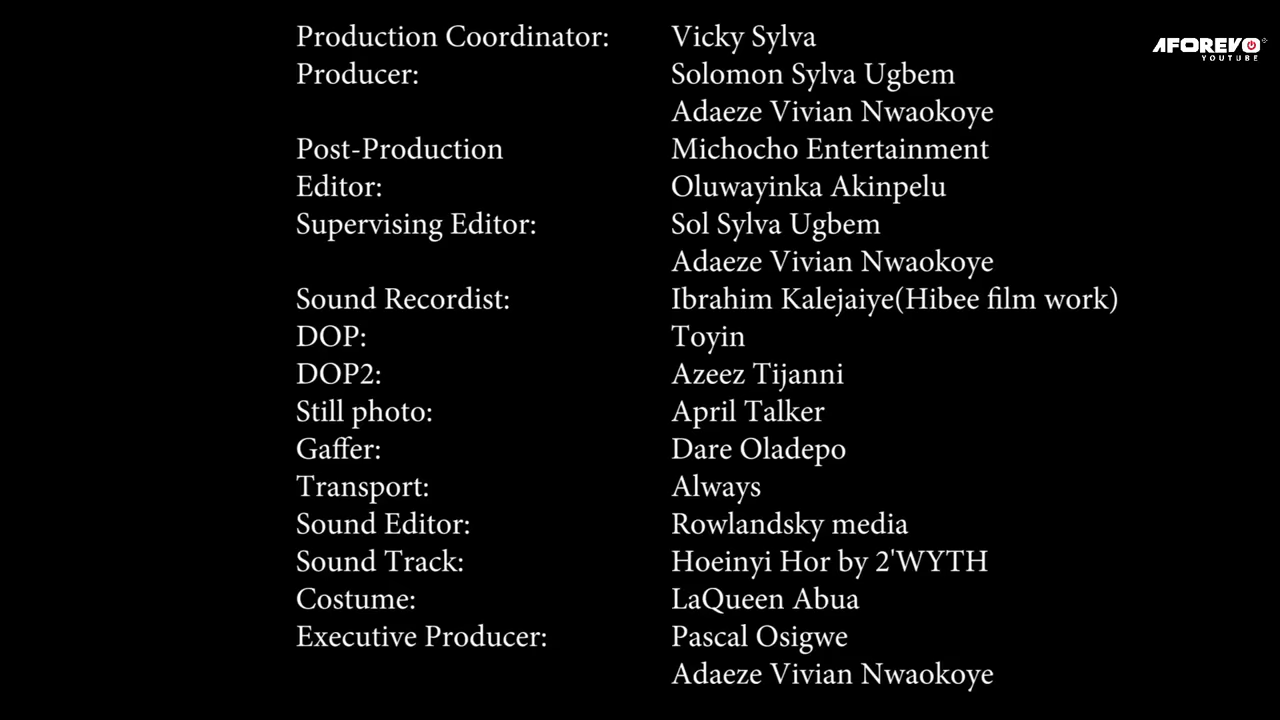 Production Coordinator: Vicky Sylva
Producer: Solomon Sylva Ugbem
Adaeze Vivian Nwaokoye
Post-Production Michocho Entertainment
Editor: Oluwayinka Akinpelu
Supervising Editor: Sol Sylva Ugbem
Adaeze Vivian Nwaokoye
Sound Recordist: Ibrahim Kalejaiye(Hibee film work)
DOP: Toyin
DOP2: Azeez Tijanni
Still photo: April Talker
Gaffer: Dare Oladepo
Transport: Always
Sound Editor: Rowlandsky media
Sound Track: Hoeinyi Hor by 2'WYTH
Costume: LaQueen Abua
Executive Producer: Pascal Osigwe
Adaeze Vivian Nwaokoye
AFOREVO
YOUTUBE